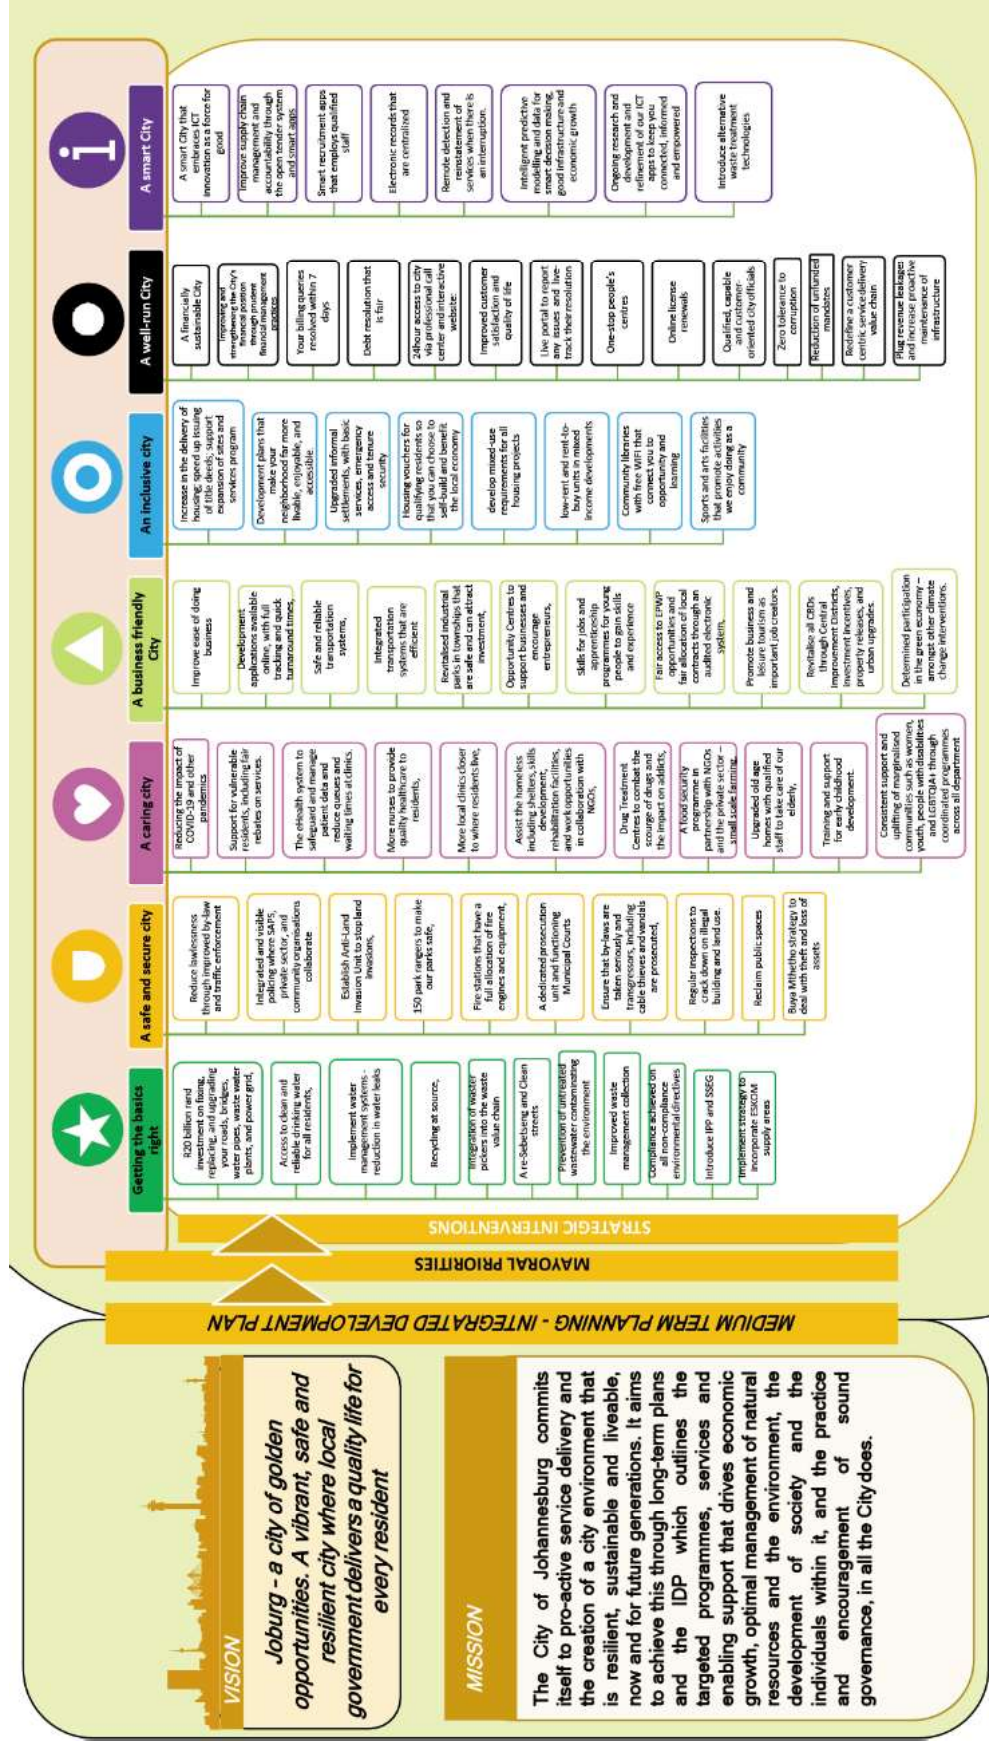 VISION
Joburg - a city of golden
opportunities. A vibrant, safe and
resilient city where local
government delivers a quality life for
every resident
MISSION
The City of Johannesburg commits
itself to pro-active service delivery and
the creation of a city environment that
is resilient, sustainable and liveable,
now and for future generations. It aims
to achieve this through long-term plans
and the IDP which outlines the
targeted programmes, services and
enabling support that drives economic
growth, optimal management of natural
resources and the environment, the
development of society and the
individuals within it, and the practice
and encouragement of sound
governance, in all the City does.
MEDIUM TERM PLANNING - INTEGRATED DEVELOPMENT PLAN
MAYORAL PRIORITIES
STRATEGIC INTERVENTIONS
Getting the basics
right
R20 billion rand
investment on fixing,
replacing, and upgrading
your roads, bridges,
water pipes, waste water
plants, and power grid,
Access to clean and
reliable drinking water
for all residents,
Implement water
management systems -
reduction in water leaks
Recycling at source,
Integration of water
pickers into the waste
value chain
A re-Sebetseng and Clean
streets
Prevention of untreated
wastewater contaminating
the environment
Improved waste
management collection
Compliance achieved on
all non-compliance
environmental directives
Introduce IPP and SSEG
Implement strategy to
incorporate ESKOM
supply areas
A safe and secure city
Reduce lawlessness
through improved by-law
and traffic enforcement
Integrated and visible
policing where SAPS,
private sector, and
community organisations
collaborate
Establish Anti-Land
Invasion Unit to stop land
invasions,
150 park rangers to make
our parks safe,
Fire stations that have a
full allocation of fire
engines and equipment,
A dedicated prosecution
unit and functioning
Municipal Courts
Ensure that by-laws are
taken seriously and
transgressors, including
cable thieves and vandals
are prosecuted,
Regular inspections to
crack down on illegal
building and land use.
Reclaim public spaces
Buya Mthetho strategy to
deal with theft and loss of
assets
A caring city
Reducing the impact of
COVID-19 and other
pandemics
Support for vulnerable
residents, including fair
rebates on services.
The eHealth system to
safeguard and manage
patient data and
reduce queues and
waiting times at clinics.
More nurses to provide
quality healthcare to
residents,
More local clinics closer
to where residents live,
Assist the homeless
including shelters, skills
development,
rehabilitation facilities,
and work opportunities
in collaboration with
NGOs,
Drug Treatment
Centres to combat the
scourge of drugs and
the impact on addicts,
A food security
programme in
partnership with NGOs
and the private sector –
small scale farming.
Upgraded old age
homes with qualified
staff to take care of our
elderly,
Training and support
for early childhood
development.
Consistent support and
uplifting of marginalised
communities such as women,
youth, people with disabilities
and LGBTQIA+ through
coordinated programmes
across all department
A business friendly
City
Improve ease of doing
business
Development
applications available
online, with full
tracking and quick
turnaround times,
Safe and reliable
transportation
systems,
Integrated
transportation
systems that are
efficient
Revitalised industrial
parks in townships that
are safe and can attract
investment,
Opportunity Centres to
support businesses and
encourage
entrepreneurs,
Skills for jobs and
apprenticeship
programmes for young
people to gain skills
and experience
Fair access to EPWP
opportunities and
fair allocation of local
contracts through an
audited electronic
system,
Promote business and
leisure tourism as
important job creators.
Revitalise all CBDs
through Central
Improvement Districts,
investment incentives,
property releases, and
urban upgrades.
Determined participation
in the green economy –
amongst other climate
change interventions.
An inclusive city
Increase in the delivery of
housing, speed up issuing
of title deeds, support
expansion of sites and
services program
Development plans that
make your
neighborhood far more
livable, enjoyable, and
accessible.
Upgraded informal
settlements, with basic
services, emergency
access and tenure
security
Housing vouchers for
qualifying residents so
that you can choose to
self-build and benefit
the local economy
develop mixed-use
requirements for all
housing projects
low-rent and rent-to-
buy units in mixed
income developments
Community libraries
with free WIFI that
connect you to
opportunity and
learning
Sports and arts facilities
that promote activities
we enjoy doing as a
community
A well-run City
A financially
sustainable City
Improving and
strengthening the City's
financial position
through prudent
financial management
practices
Your billing queries
resolved within 7
days
Debt resolution that
is fair
24hour access to city
via professional call
center and interactive
website:
Improved customer
satisfaction and
quality of life
Live portal to report
any issues and live-
track their resolution
One-stop people's
centres
Online license
renewals
Qualified, capable
and customer-
oriented city officials
Zero tolerance to
corruption
Reduction of unfunded
mandates
Redefine a customer
centric service delivery
value chain
Plug revenue leakages
and increase proactive
maintenance of
infrastructure
A smart City
A smart City that
embraces ICT
innovation as a force for
good
Improve supply chain
management and
accountability through
the open tender system
and smart apps
Smart recruitment apps
that employs qualified
staff
Electronic records that
are centralized
Remote detection and
reinstatement of
services when there is
an interruption.
Intelligent predictive
modelling and data for
smart decision making,
good infrastructure and
economic growth
Ongoing research and
development and
refinement of our ICT
apps to keep you
connected, informed
and empowered
Introduce alternative
waste treatment
technologies